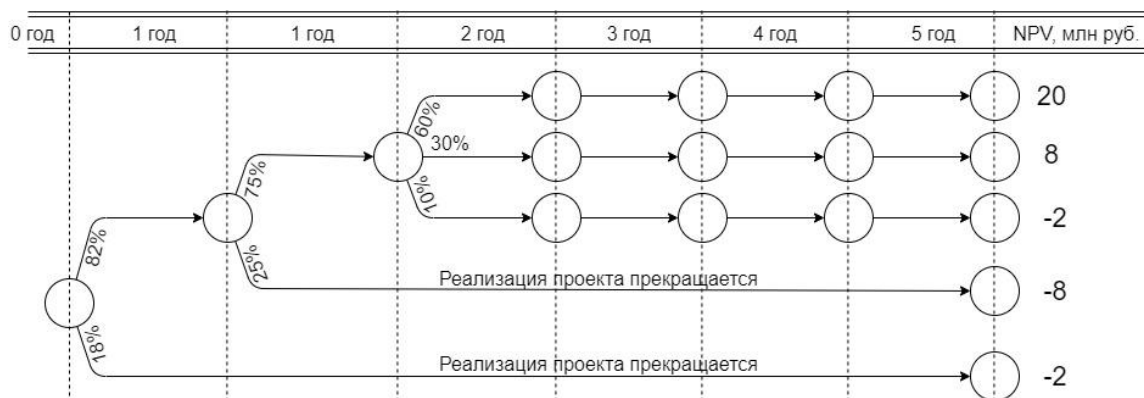 0 год 1 год 1 год 2 год 3 год 4 год 5 год NPV, млн руб.
60% 20
75% 30% 8
82% 10% -2
25% Реализация проекта прекращается -8
18% Реализация проекта прекращается -2